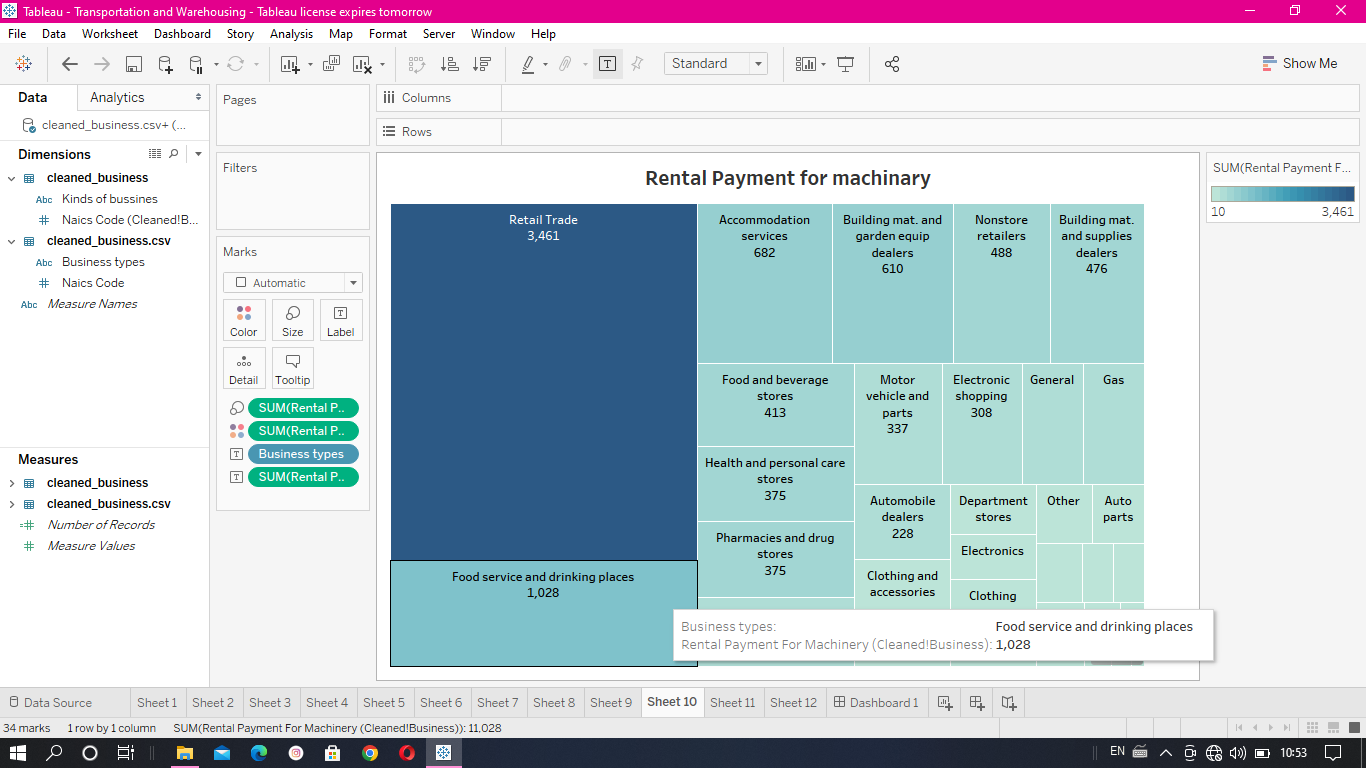 Tableau - Transportation and Warehousing - Tableau license expires tomorrow
File Data Worksheet Dashboard Story Analysis Map Format Server Window Help
Standard
Show Me
Data
Analytics
cleaned_business.csv+ (...
Dimensions
cleaned_business
Abc Kinds of bussines
Naics Code (Cleaned!B...
cleaned_business.csv
Abc Business types
Naics Code
Abc Measure Names
Measures
cleaned_business
cleaned_business.csv
Number of Records
Measure Values
Pages
Filters
Marks
Automatic
Color
Size
Label
Detail
Tooltip
SUM(Rental P..
SUM(Rental P..
Business types
SUM(Rental P..
Columns
Rows
Rental Payment for machinary
Retail Trade
3,461
Food service and drinking places
1,028
Accommodation
services
682
Building mat. and
garden equip
dealers
610
Nonstore
retailers
488
Building mat.
and supplies
dealers
476
Food and beverage
stores
413
Health and personal care
stores
375
Pharmacies and drug
stores
375
Motor
vehicle and
parts
337
Electronic
shopping
308
General
Gas
Automobile
dealers
228
Clothing and
accessories
Department
stores
Electronics
Clothing
Other
Auto
parts
Business types: Food service and drinking places
Rental Payment For Machinery (Cleaned!Business): 1,028
SUM(Rental Payment F...
10 3,461
Data Source Sheet 1 Sheet 2 Sheet 3 Sheet 4 Sheet 5 Sheet 6 Sheet 7 Sheet 8 Sheet 9 Sheet 10 Sheet 11 Sheet 12 Dashboard 1
34 marks 1 row by 1 column SUM(Rental Payment For Machinery (Cleaned!Business)): 11,028
EN 10:53